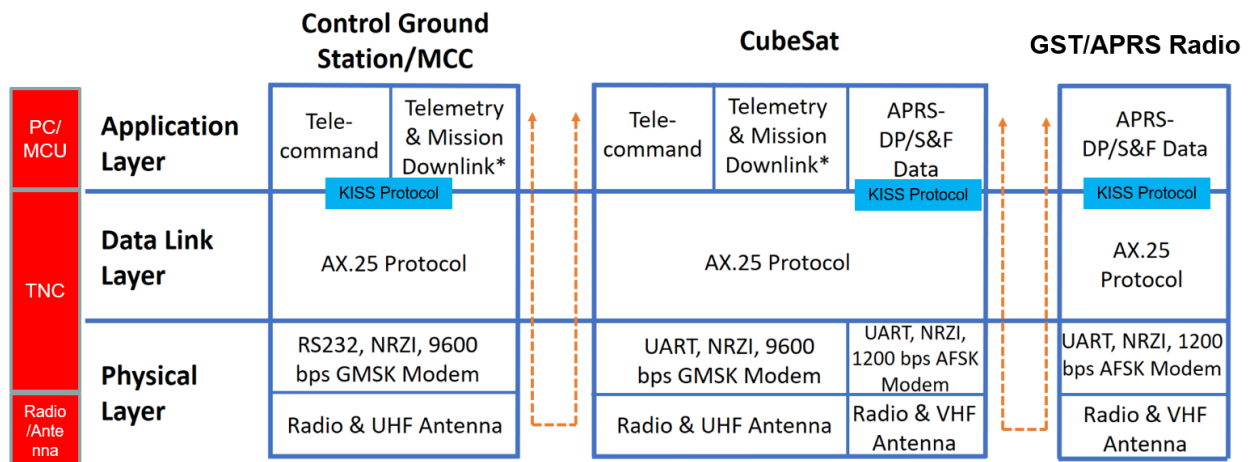 Control Ground
Station/MCC
CubeSat
GST/APRS Radio
PC/
MCU
Application
Layer
Tele-
command
Telemetry
& Mission
Downlink*
Tele-
command
Telemetry
& Mission
Downlink*
APRS-
DP/S&F
Data
APRS-
DP/S&F Data
KISS Protocol
KISS Protocol
KISS Protocol
TNC
Data Link
Layer
AX.25 Protocol
AX.25 Protocol
AX.25
Protocol
Physical
Layer
RS232, NRZI, 9600
bps GMSK Modem
UART, NRZI, 9600
bps GMSK Modem
UART, NRZI,
1200 bps AFSK
Modem
UART, NRZI, 1200
bps AFSK Modem
Radio
/Ante
nna
Radio & UHF Antenna
Radio & UHF Antenna
Radio & VHF
Antenna
Radio & VHF
Antenna